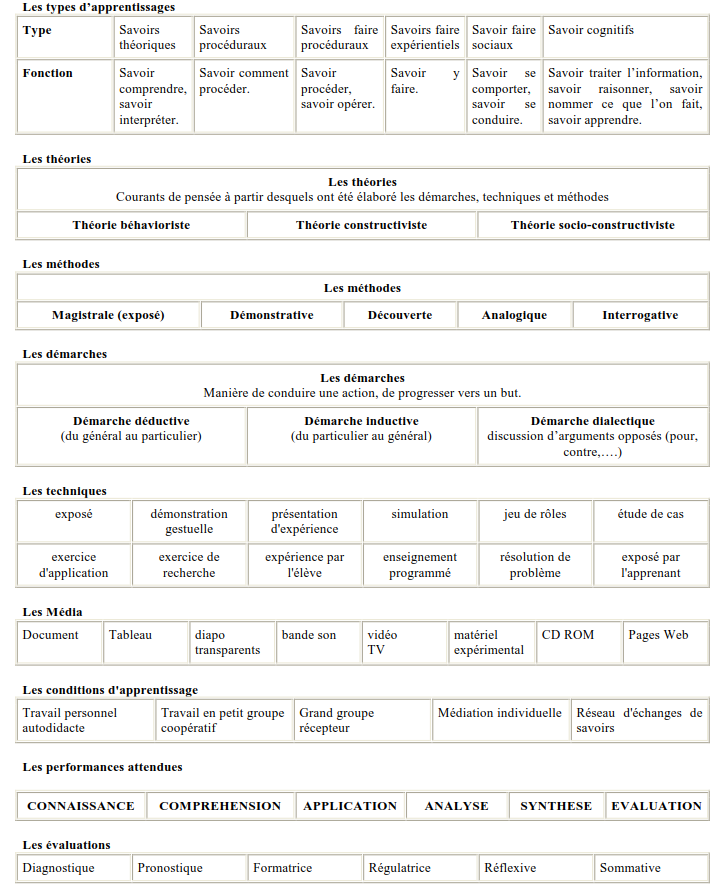 Les types d'apprentissages
Type
Savoirs théoriques
Savoirs procéduraux
Savoirs faire procéduraux
Savoirs faire expérientiels
Savoir faire sociaux
Savoir cognitifs
Fonction
Savoir comprendre, savoir interpréter.
Savoir comment procéder.
Savoir procéder, savoir opérer.
Savoir y faire.
Savoir se comporter, savoir se conduire.
Savoir traiter l'information, savoir raisonner, savoir nommer ce que l'on fait, savoir apprendre.
Les théories
Les théories
Courants de pensée à partir desquels ont été élaboré les démarches, techniques et méthodes
Théorie béhavioriste
Théorie constructiviste
Théorie socio-constructiviste
Les méthodes
Les méthodes
Magistrale (exposé)
Démonstrative
Découverte
Analogique
Interrogative
Les démarches
Les démarches
Manière de conduire une action, de progresser vers un but.
Démarche déductive
(du général au particulier)
Démarche inductive
(du particulier au général)
Démarche dialectique
discussion d'arguments opposés (pour, contre,….)
Les techniques
exposé
démonstration gestuelle
présentation d'expérience
simulation
jeu de rôles
étude de cas
exercice d'application
exercice de recherche
expérience par l'élève
enseignement programmé
résolution de problème
exposé par l'apprenant
Les Média
Document
Tableau
diapo transparents
bande son
vidéo TV
matériel expérimental
CD ROM
Pages Web
Les conditions d'apprentissage
Travail personnel autodidacte
Travail en petit groupe coopératif
Grand groupe récepteur
Médiation individuelle
Réseau d'échanges de savoirs
Les performances attendues
CONNAISSANCE
COMPREHENSION
APPLICATION
ANALYSE
SYNTHESE
EVALUATION
Les évaluations
Diagnostique
Pronostique
Formatrice
Régulatrice
Réflexive
Sommative